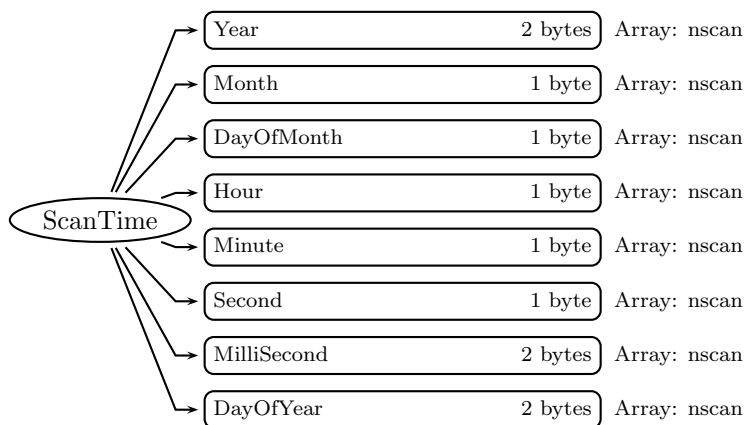 Year 2 bytes Array: nscan
Month 1 byte Array: nscan
DayOfMonth 1 byte Array: nscan
Hour 1 byte Array: nscan
ScanTime
Minute 1 byte Array: nscan
Second 1 byte Array: nscan
MilliSecond 2 bytes Array: nscan
DayOfYear 2 bytes Array: nscan